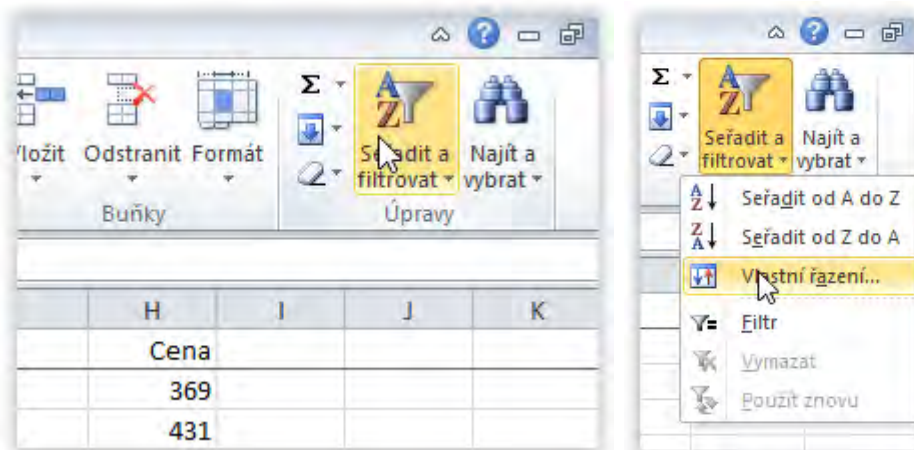 Vložit Odstranit Formát
Σ
Seřadit a
filtrovat
Najít a
vybrat
Buňky
Úpravy
H I J K
Cena
369
431
Σ
Seřadit a
filtrovat
Najít a
vybrat
Seřadit od A do Z
Seřadit od Z do A
Vlastní řazení...
Filtr
Vymazat
Použít znovu